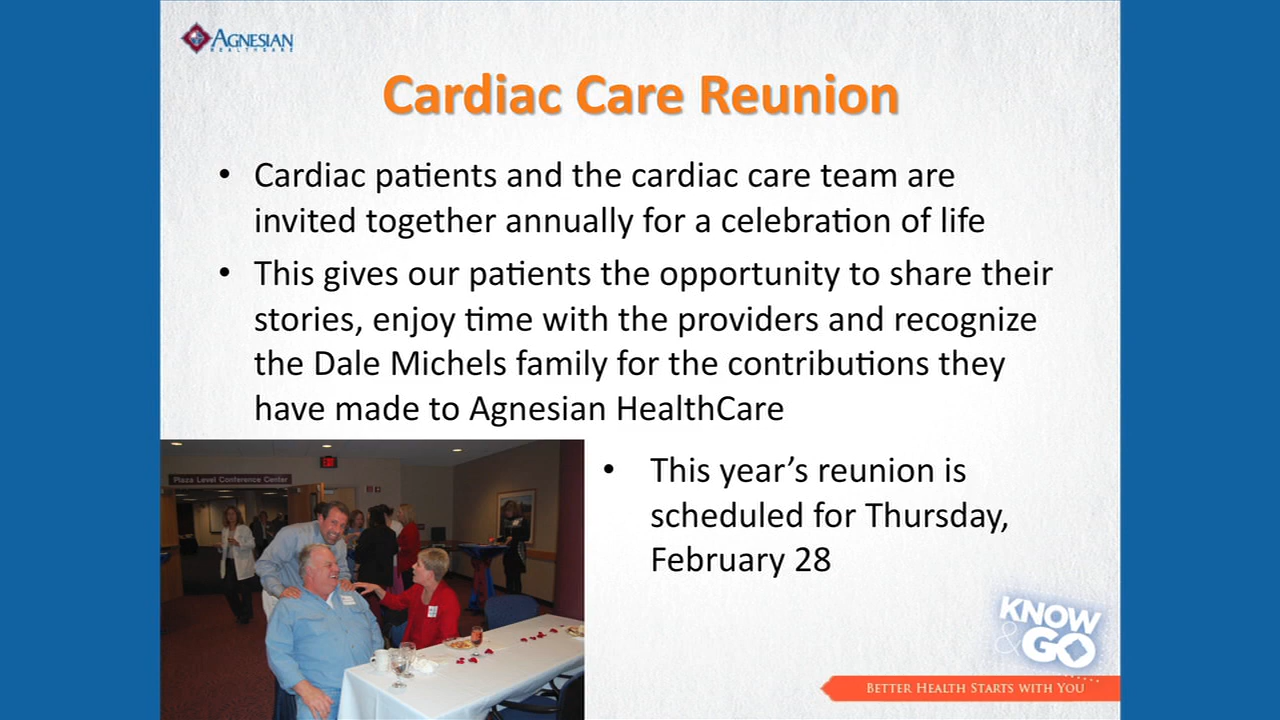 AGNESIAN
HEALTHCARE
Cardiac Care Reunion
• Cardiac patients and the cardiac care team are
invited together annually for a celebration of life
• This gives our patients the opportunity to share their
stories, enjoy time with the providers and recognize
the Dale Michels family for the contributions they
have made to Agnesian HealthCare
Plaza Level Conference Center
• This year’s reunion is
scheduled for Thursday,
February 28
KNOW
& GO
BETTER HEALTH STARTS WITH YOU